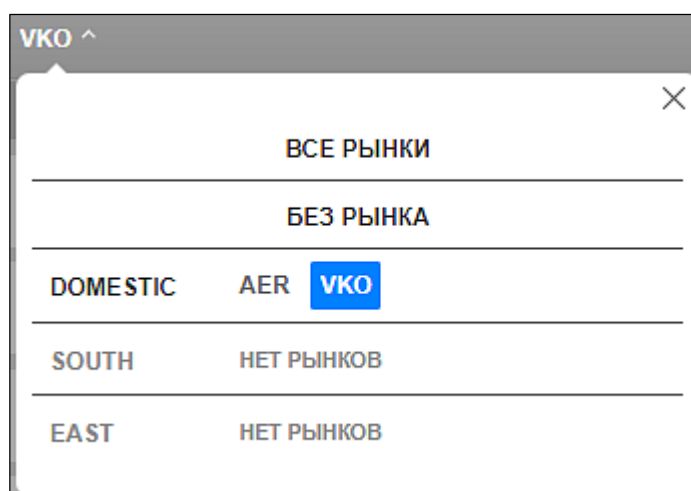 VKO
ВСЕ РЫНКИ
БЕЗ РЫНКА
DOMESTIC AER VKO
SOUTH НЕТ РЫНКОВ
EAST НЕТ РЫНКОВ